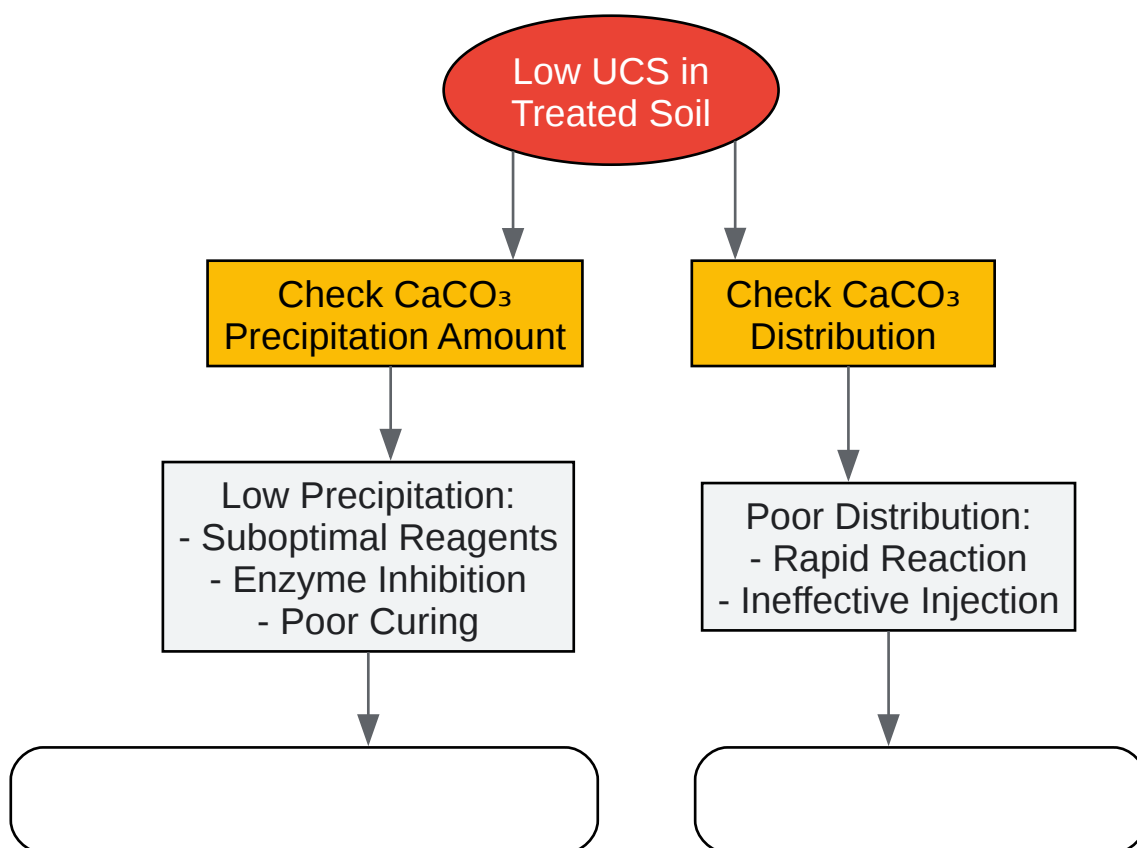 Low UCS in
Treated Soil
Check CaCO₃
Precipitation Amount
Check CaCO₃
Distribution
Low Precipitation:
- Suboptimal Reagents
- Enzyme Inhibition
- Poor Curing
Poor Distribution:
- Rapid Reaction
- Ineffective Injection